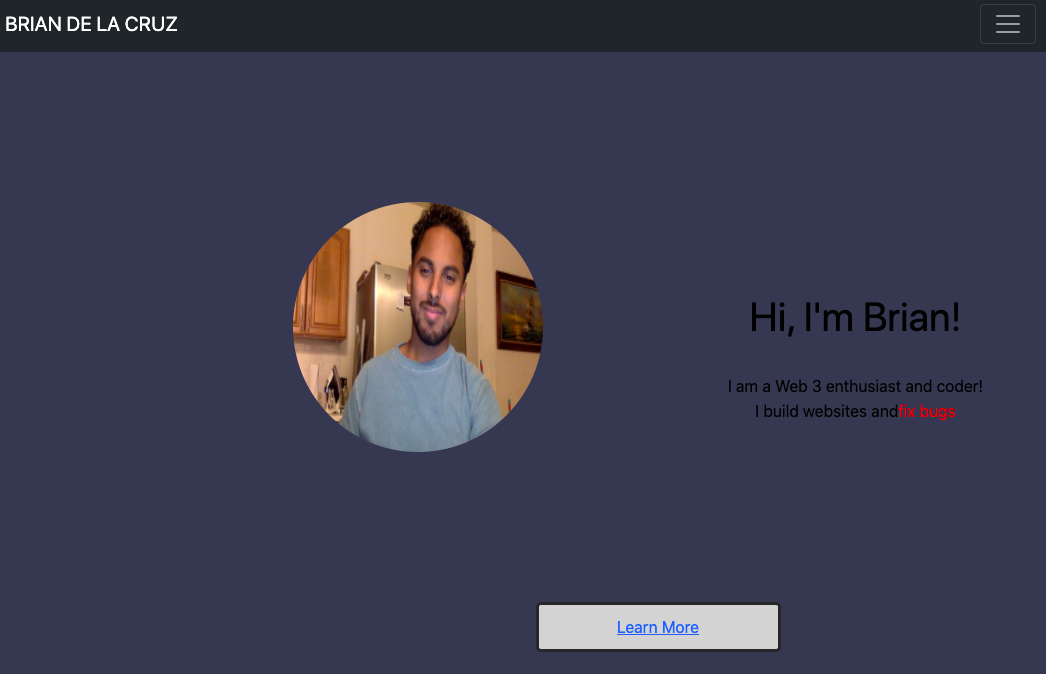 BRIAN DE LA CRUZ
Hi, I'm Brian!
I am a Web 3 enthusiast and coder!
I build websites andfix bugs
Learn More